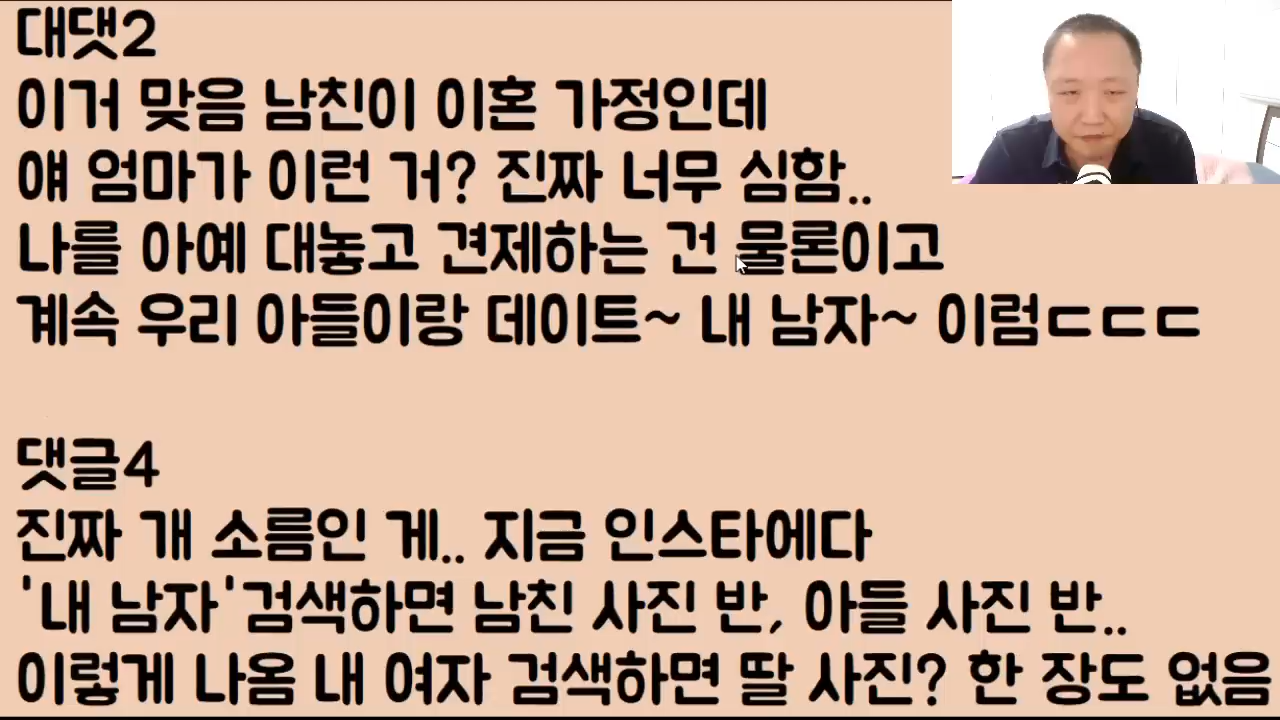 대댓2
이거 맞음 남친이 이혼 가정인데
얘 엄마가 이런 거? 진짜 너무 심함..
나를 아예 대놓고 견제하는 건 물론이고
계속 우리 아들이랑 데이트~ 내 남자~ 이럼ㄷㄷㄷ
댓글4
진짜 개 소름인 게.. 지금 인스타에다
'내 남자'검색하면 남친 사진 반, 아들 사진 반..
이렇게 나옴 내 여자 검색하면 딸 사진? 한 장도 없음